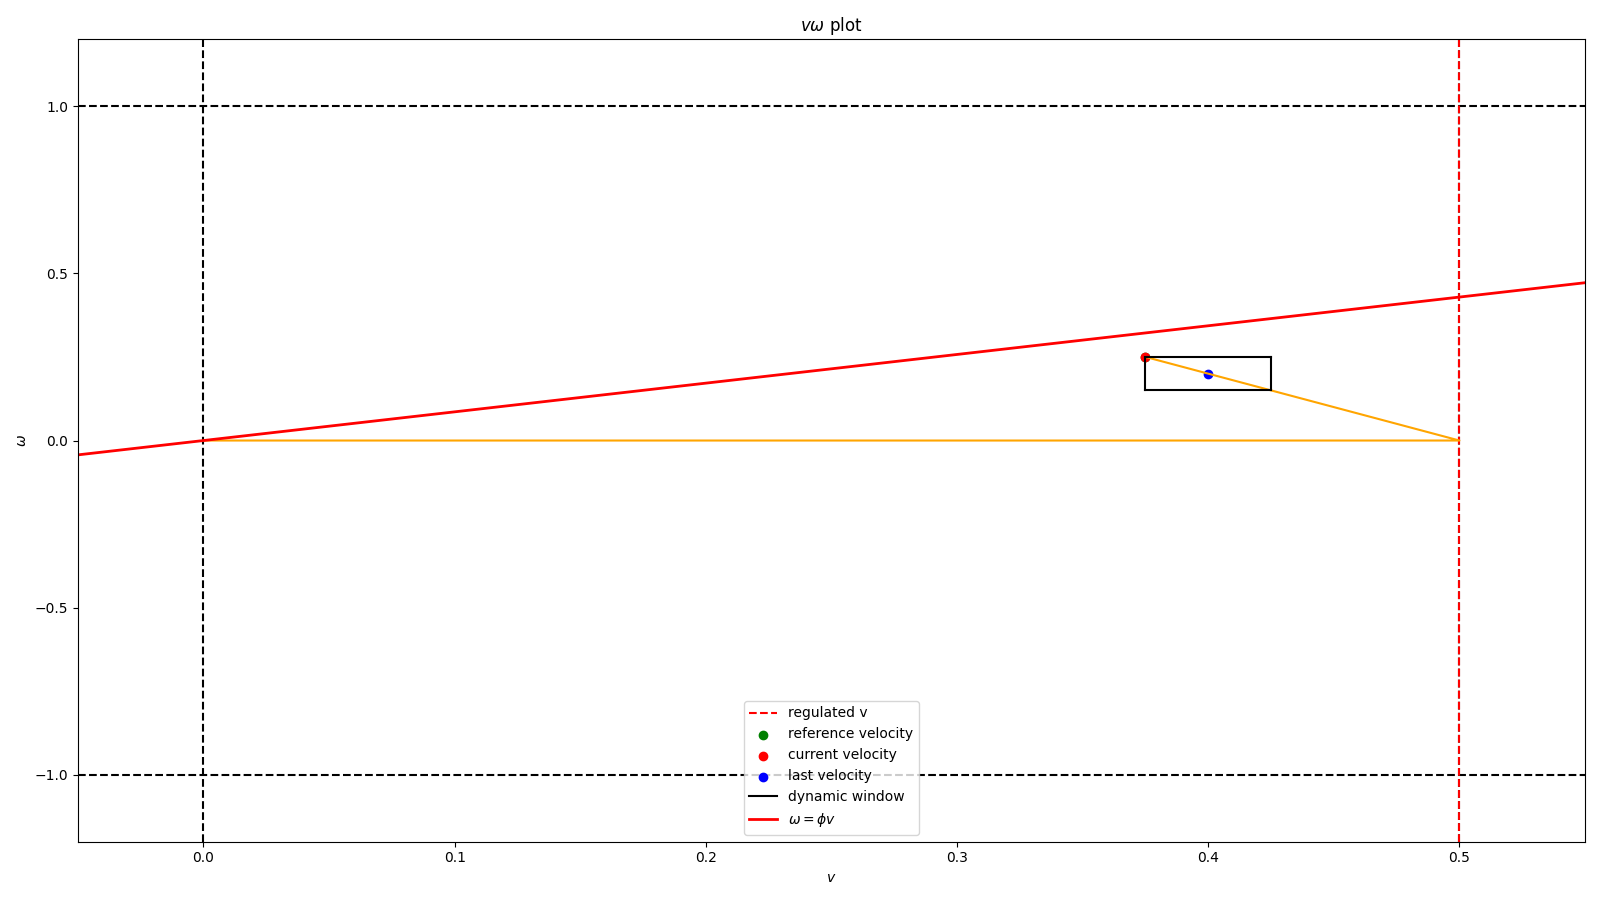 vω plot
1.0
0.5
0.0
−0.5
−1.0
ω
0.0 0.1 0.2 0.3 0.4 0.5
v
regulated v
reference velocity
current velocity
last velocity
dynamic window
ω = ϕv